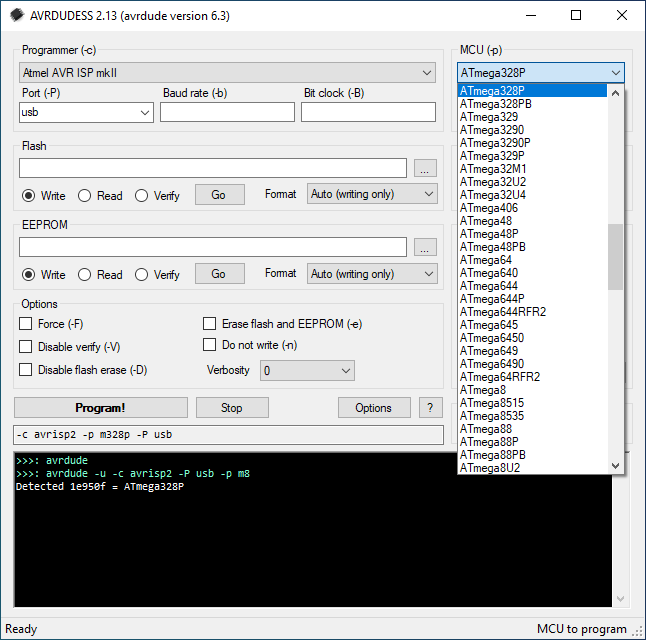 AVRDUDESS 2.13 (avrdude version 6.3)
Programmer (-c)
Atmel AVR ISP mkII
Port (-P) Baud rate (-b) Bit clock (-B)
usb
MCU (-p)
ATmega328P
ATmega328P
ATmega328PB
ATmega329
ATmega3290
ATmega3290P
ATmega329P
ATmega32M1
ATmega32U2
ATmega32U4
ATmega406
ATmega48
ATmega48P
ATmega48PB
ATmega64
ATmega640
ATmega644
ATmega644P
ATmega644RFR2
ATmega645
ATmega6450
ATmega649
ATmega6490
ATmega64RFR2
ATmega8
ATmega8515
ATmega8535
ATmega88
ATmega88P
ATmega88PB
ATmega8U2
Flash
...
Write Read Verify Go Format Auto (writing only)
EEPROM
...
Write Read Verify Go Format Auto (writing only)
Options
Force (-F) Erase flash and EEPROM (-e)
Disable verify (-V) Do not write (-n)
Disable flash erase (-D) Verbosity 0
Program! Stop Options ?
-c avrisp2 -p m328p -P usb
>>>: avrdude
>>>: avrdude -u -c avrisp2 -P usb -p m8
Detected 1e950f = ATmega328P
Ready MCU to program